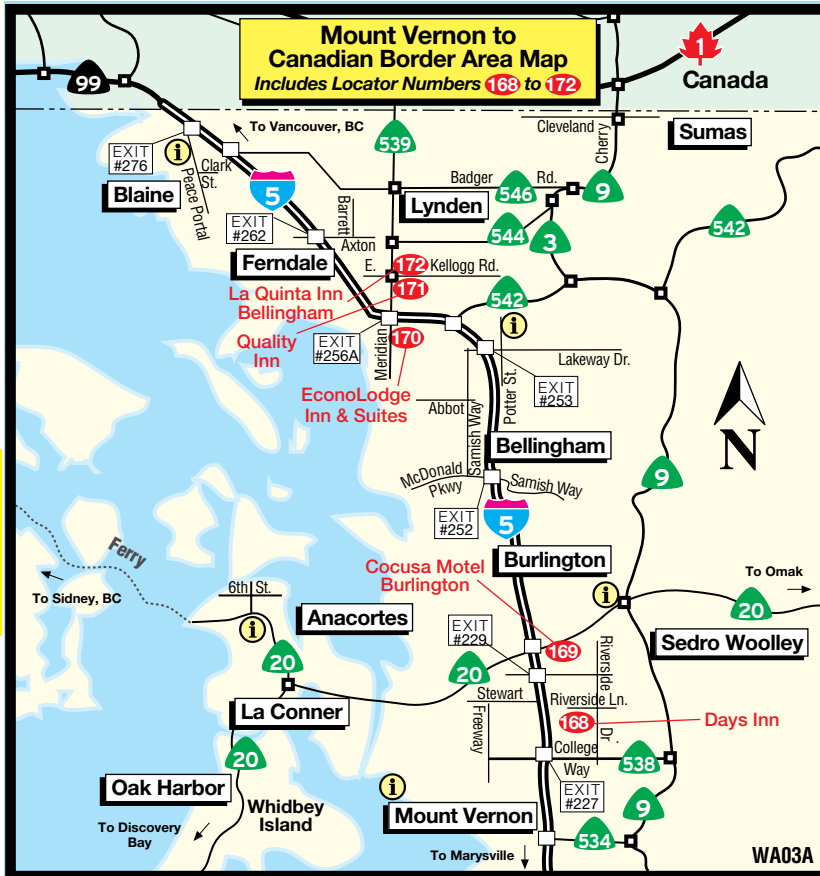 Mount Vernon to
Canadian Border Area Map
Includes Locator Numbers 168 to 172
1
Canada
99
To Vancouver, BC
539
Cleveland
Cherry
Sumas
EXIT
#276
i
Clark
St.
Peace Portal
Blaine
5
Badger Rd.
546
9
Lynden
Barrett
EXIT
#262
Axton
544
3
542
Ferndale
E. Kellogg Rd.
172
171
La Quinta Inn
Bellingham
542
i
Quality
Inn
EXIT
#256A
Meridian
170
Lakeway Dr.
EconoLodge
Inn & Suites
Potter St.
EXIT
#253
Abbot
Samish Way
Bellingham
N
McDonald
Pkwy
Samish Way
9
EXIT
#252
5
Ferry
Burlington
Cocusa Motel
Burlington
To Sidney, BC
6th St.
i
Anacortes
i
To Omak
20
EXIT
#229
169
Sedro Woolley
20
20
Riverside
Dr.
Stewart
Riverside Ln.
Freeway
168
Days Inn
La Conner
College
Way
538
20
Oak Harbor
EXIT
#227
Whidbey
Island
i
Mount Vernon
9
To Discovery
Bay
534
To Marysville
WA03A